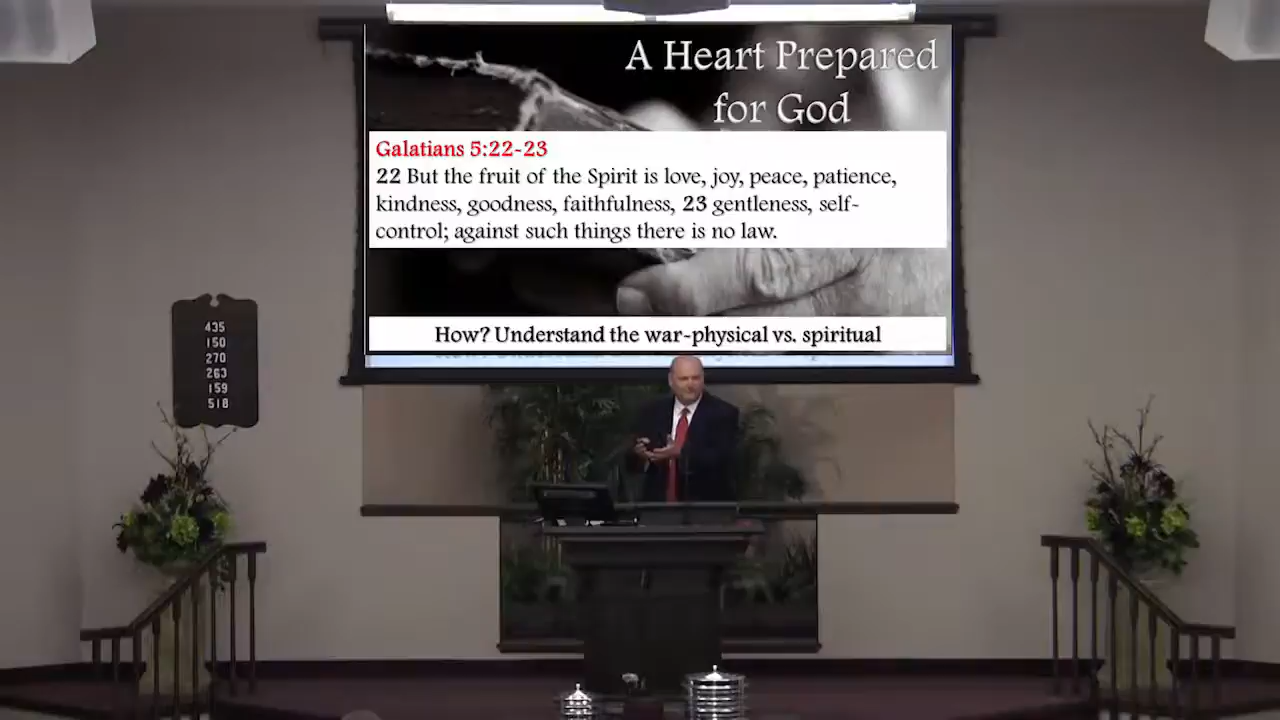 A Heart Prepared
for God
Galatians 5:22-23
22 But the fruit of the Spirit is love, joy, peace, patience,
kindness, goodness, faithfulness, 23 gentleness, self-
control; against such things there is no law.
How? Understand the war-physical vs. spiritual
435
150
270
263
159
518